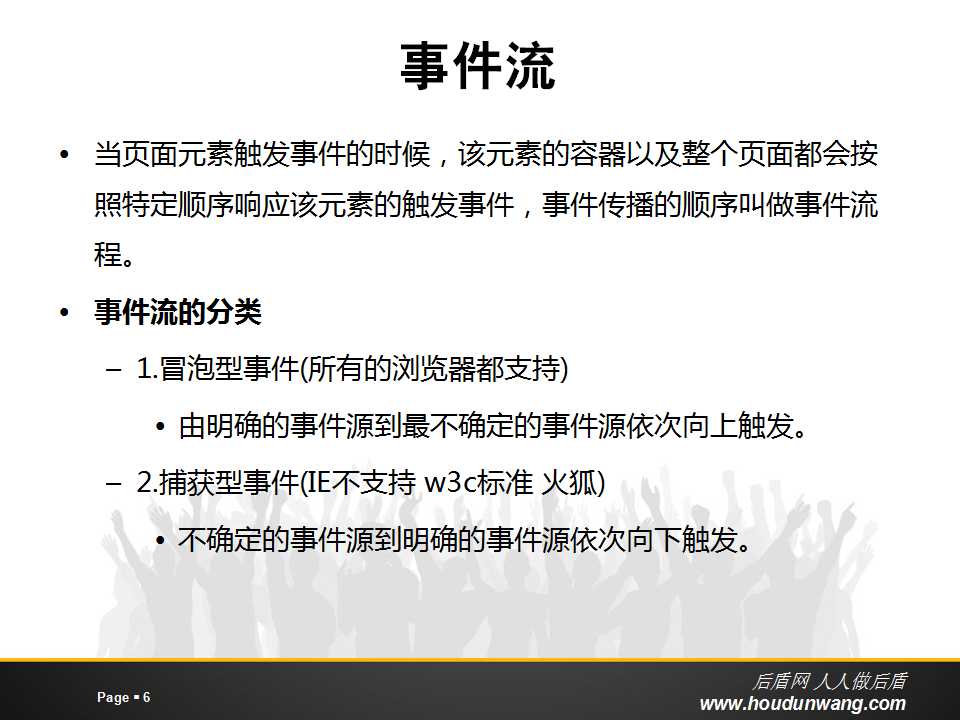 事件流
• 当页面元素触发事件的时候，该元素的容器以及整个页面都会按
照特定顺序响应该元素的触发事件，事件传播的顺序叫做事件流
程。
• 事件流的分类
– 1.冒泡型事件(所有的浏览器都支持)
• 由明确的事件源到最不确定的事件源依次向上触发。
– 2.捕获型事件(IE不支持 w3c标准 火狐)
• 不确定的事件源到明确的事件源依次向下触发。
Page ▪ 6
后盾网 人人做后盾
www.houdunwang.com